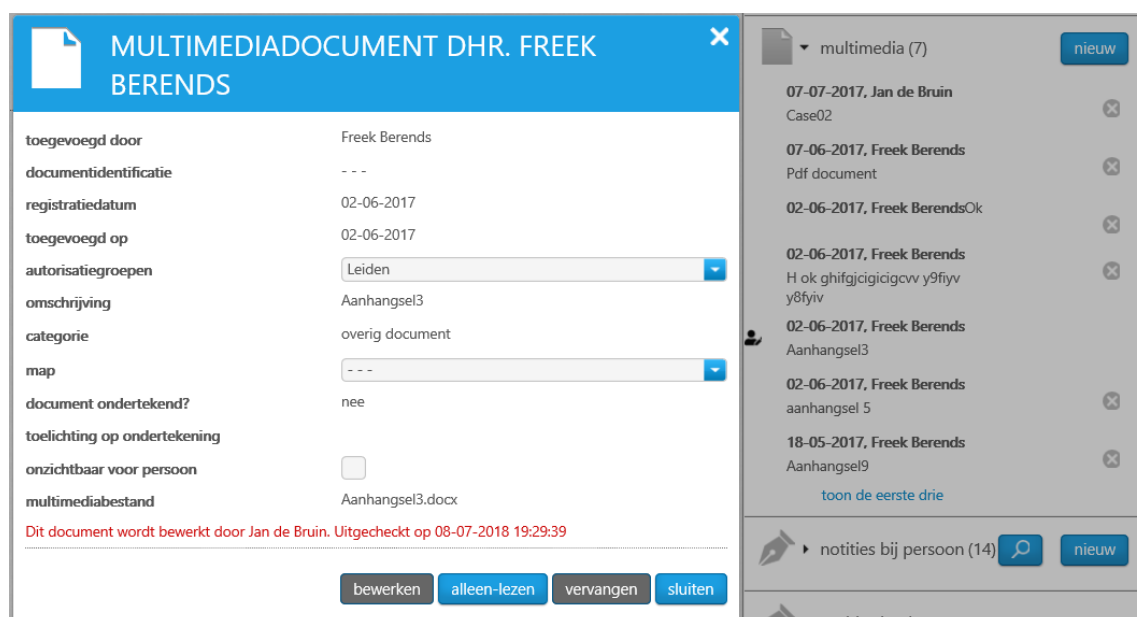 MULTIMEDIADOCUMENT DHR. FREEK
BERENDS
toegevoegd door Freek Berends
documentidentificatie - - -
registratiedatum 02-06-2017
toegevoegd op 02-06-2017
autorisatiegroepen Leiden
omschrijving Aanhangsel3
categorie overig document
map - - -
document ondertekend? nee
toelichting op ondertekening
onzichtbaar voor persoon
multimediabestand Aanhangsel3.docx
Dit document wordt bewerkt door Jan de Bruin. Uitgecheckt op 08-07-2018 19:29:39
bewerken alleen-lezen vervangen sluiten
multimedia (7) nieuw
07-07-2017, Jan de Bruin
Case02
07-06-2017, Freek Berends
Pdf document
02-06-2017, Freek BerendsOk
02-06-2017, Freek Berends
H ok ghifgjcigicigcvv y9fiyv
y8fyiv
02-06-2017, Freek Berends
Aanhangsel3
02-06-2017, Freek Berends
aanhangsel 5
18-05-2017, Freek Berends
Aanhangsel9
toon de eerste drie
notities bij persoon (14) nieuw